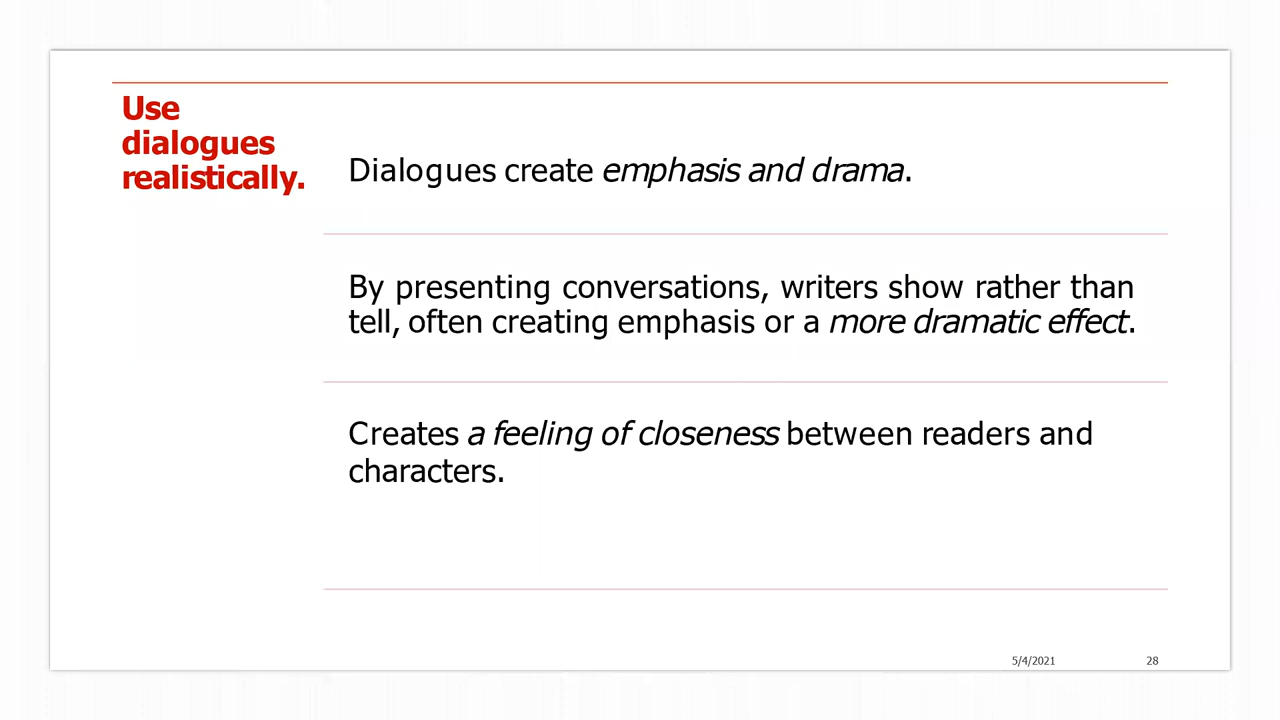 Use
dialogues
realistically.
Dialogues create emphasis and drama.
By presenting conversations, writers show rather than
tell, often creating emphasis or a more dramatic effect.
Creates a feeling of closeness between readers and
characters.
5/4/2021
28